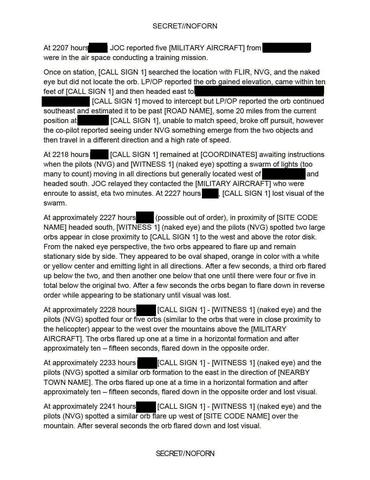 SECRET//NOFORN
At 2207 hours JOC reported five [MILITARY AIRCRAFT] from
were in the air space conducting a training mission.
Once on station, [CALL SIGN 1] searched the location with FLIR, NVG, and the naked
eye but did not locate the orb. LP/OP reported the orb gained elevation, came within ten
feet of [CALL SIGN 1] and then headed east to
[CALL SIGN 1] moved to intercept but LP/OP reported the orb continued
southeast and estimated it to be past [ROAD NAME], some 20 miles from the current
position at [CALL SIGN 1], unable to match speed, broke off pursuit, however
the co-pilot reported seeing under NVG something emerge from the two objects and
then travel in a different direction and a high rate of speed.
At 2218 hours [CALL SIGN 1] remained at [COORDINATES] awaiting instructions
when the pilots (NVG) and [WITNESS 1] (naked eye) spotting a swarm of lights (too
many to count) moving in all directions but generally located west of and
headed south. JOC relayed they contacted the [MILITARY AIRCRAFT] who were
enroute to assist, eta two minutes. At 2227 hours , [CALL SIGN 1] lost visual of the
swarm.
At approximately 2227 hours (possible out of order), in proximity of [SITE CODE
NAME] headed south, [WITNESS 1] (naked eye) and the pilots (NVG) spotted two large
orbs appear in close proximity to [CALL SIGN 1] to the west and above the rotor disk.
From the naked eye perspective, the two orbs appeared to flare up and remain
stationary side by side. They appeared to be oval shaped, orange in color with a white
or yellow center and emitting light in all directions. After a few seconds, a third orb flared
up below the two, and then another one below that one until there were four or five in
total below the original two. After a few seconds the orbs began to flare down in reverse
order while appearing to be stationary until visual was lost.
At approximately 2228 hours [CALL SIGN 1] - [WITNESS 1] (naked eye) and the
pilots (NVG) spotted four or five orbs (similar to the orbs that were in close proximity to
the helicopter) appear to the west over the mountains above the [MILITARY
AIRCRAFT]. The orbs flared up one at a time in a horizontal formation and after
approximately ten – fifteen seconds, flared down in the opposite order.
At approximately 2233 hours [CALL SIGN 1] - [WITNESS 1] (naked eye) and the
pilots (NVG) spotted a similar orb formation to the east in the direction of [NEARBY
TOWN NAME]. The orbs flared up one at a time in a horizontal formation and after
approximately ten – fifteen seconds, flared down in the opposite order and lost visual.
At approximately 2241 hours [CALL SIGN 1] - [WITNESS 1] (naked eye) and the
pilots (NVG) spotted a similar orb flare up west of [SITE CODE NAME] over the
mountain. After several seconds the orb flared down and lost visual.
SECRET//NOFORN